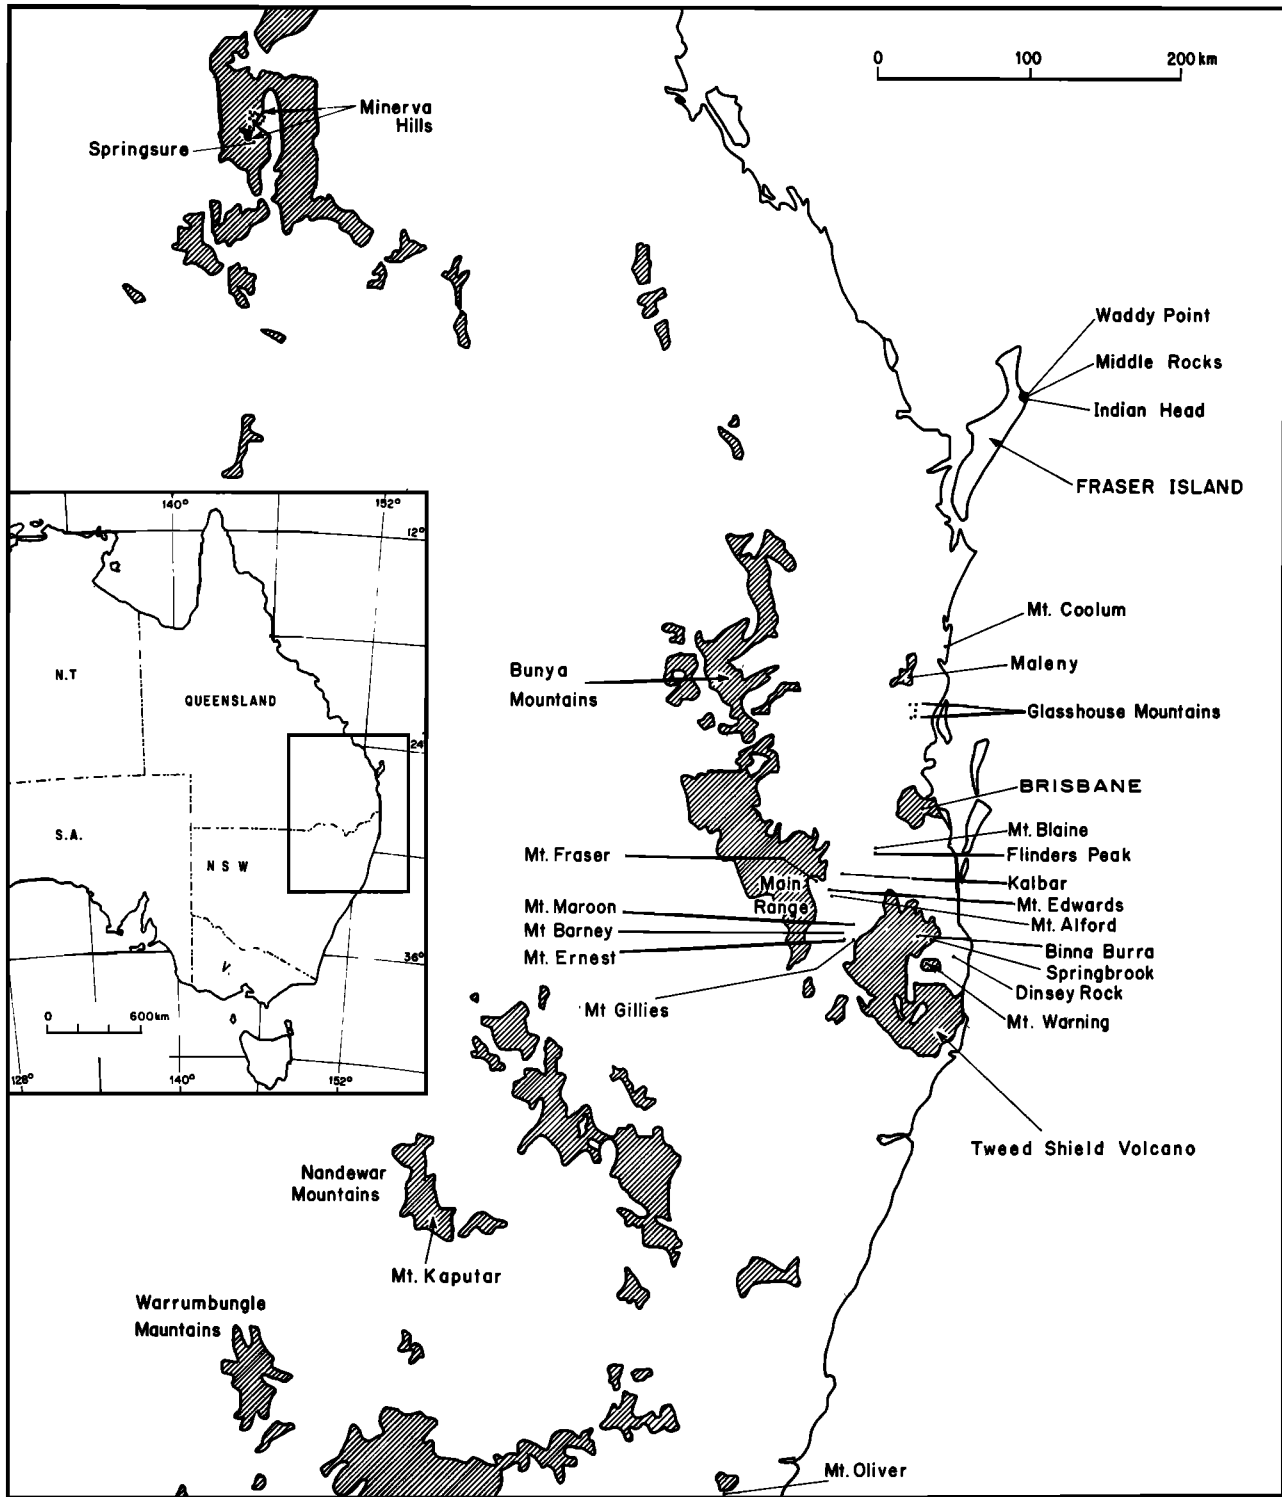 0 100 200 km
Minerva
Hills
Springsure
Waddy Point
Middle Rocks
Indian Head
FRASER ISLAND
140° 152°
12°
N.T
QUEENSLAND
24°
S.A.
N S W
V.
36°
0 600 km
128° 140° 152°
Mt. Coolum
Maleny
Glasshouse Mountains
Bunya
Mountains
BRISBANE
Mt. Blaine
Flinders Peak
Kalbar
Mt. Edwards
Mt. Alford
Binna Burra
Springbrook
Dinsey Rock
Mt. Warning
Mt. Fraser
Main
Range
Mt. Maroon
Mt Barney
Mt. Ernest
Mt Gillies
Tweed Shield Volcano
Nandewar
Mountains
Mt. Kaputar
Warrumbungle
Mauntains
Mt. Oliver